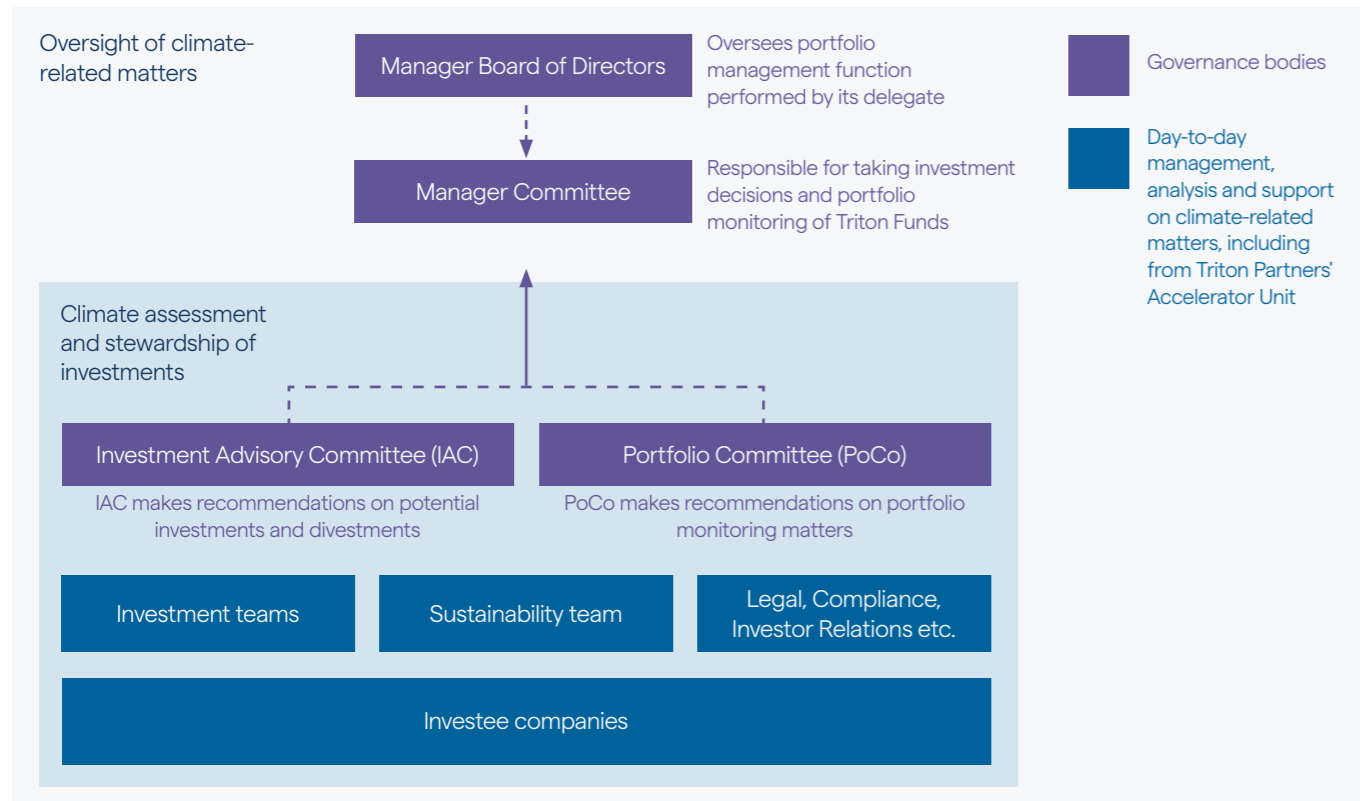 Oversight of climate-
related matters
Manager Board of Directors
Oversees portfolio
management function
performed by its delegate
Manager Committee
Responsible for taking investment
decisions and portfolio
monitoring of Triton Funds
Governance bodies
Day-to-day
management,
analysis and support
on climate-related
matters, including
from Triton Partners'
Accelerator Unit
Climate assessment
and stewardship of
investments
Investment Advisory Committee (IAC)
IAC makes recommendations on potential
investments and divestments
Portfolio Committee (PoCo)
PoCo makes recommendations on portfolio
monitoring matters
Investment teams
Sustainability team
Legal, Compliance,
Investor Relations etc.
Investee companies